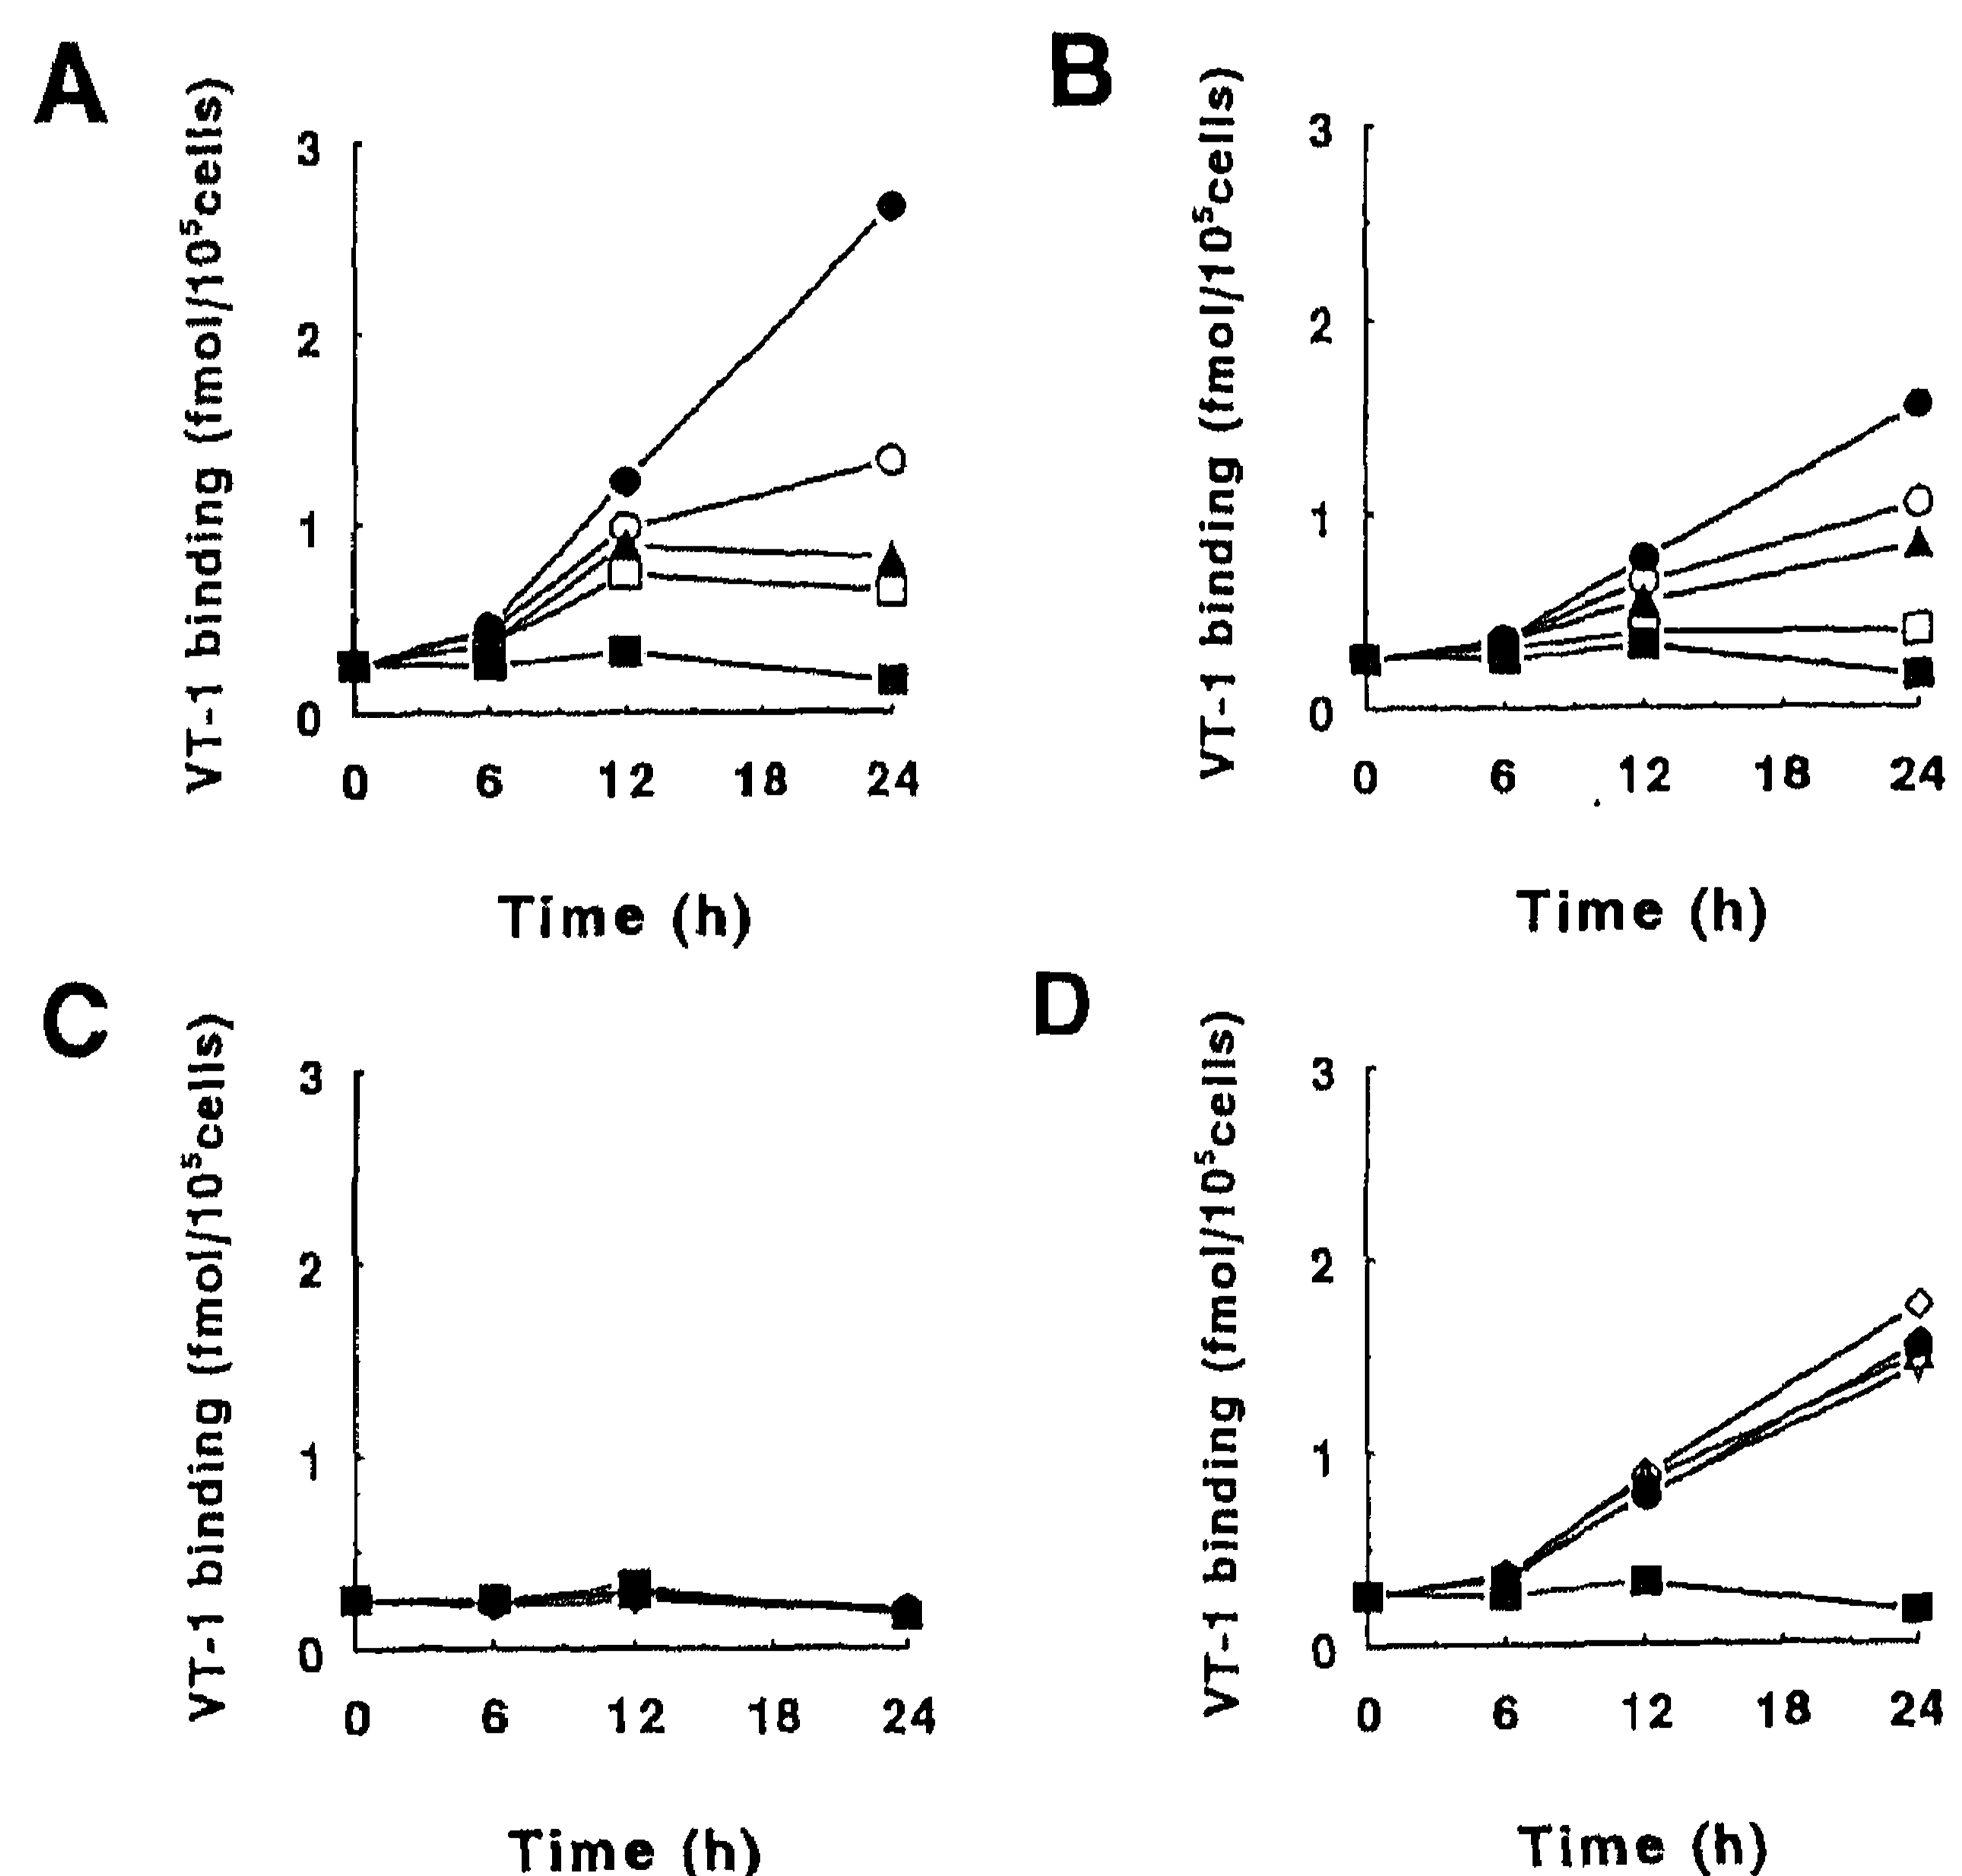 A
VT-1 binding (fmol/10⁵cells)
3
2
1
0
0 6 12 18 24
Time (h)
B
VT-1 binding (fmol/10⁵cells)
3
2
1
0
0 6 12 18 24
Time (h)
C
VT-1 binding (fmol/10⁵cells)
3
2
1
0
0 6 12 18 24
Time (h)
D
VT-1 binding (fmol/10⁵cells)
3
2
1
0
0 6 12 18 24
Time (h)